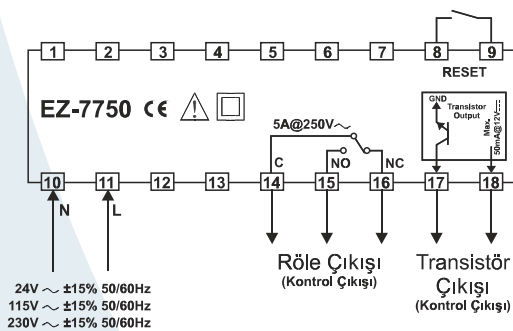 1 2 3 4 5 6 7 8 9
RESET
EZ-7750 CE
5A@250V~
C NO NC
GND Transistor Output
Max. 50mA@12V⎓
10 11 12 13 14 15 16 17 18
N L
24V ~ ±15% 50/60Hz
115V ~ ±15% 50/60Hz
230V ~ ±15% 50/60Hz
Röle Çıkışı
(Kontrol Çıkışı)
Transistör
Çıkışı
(Kontrol Çıkışı)